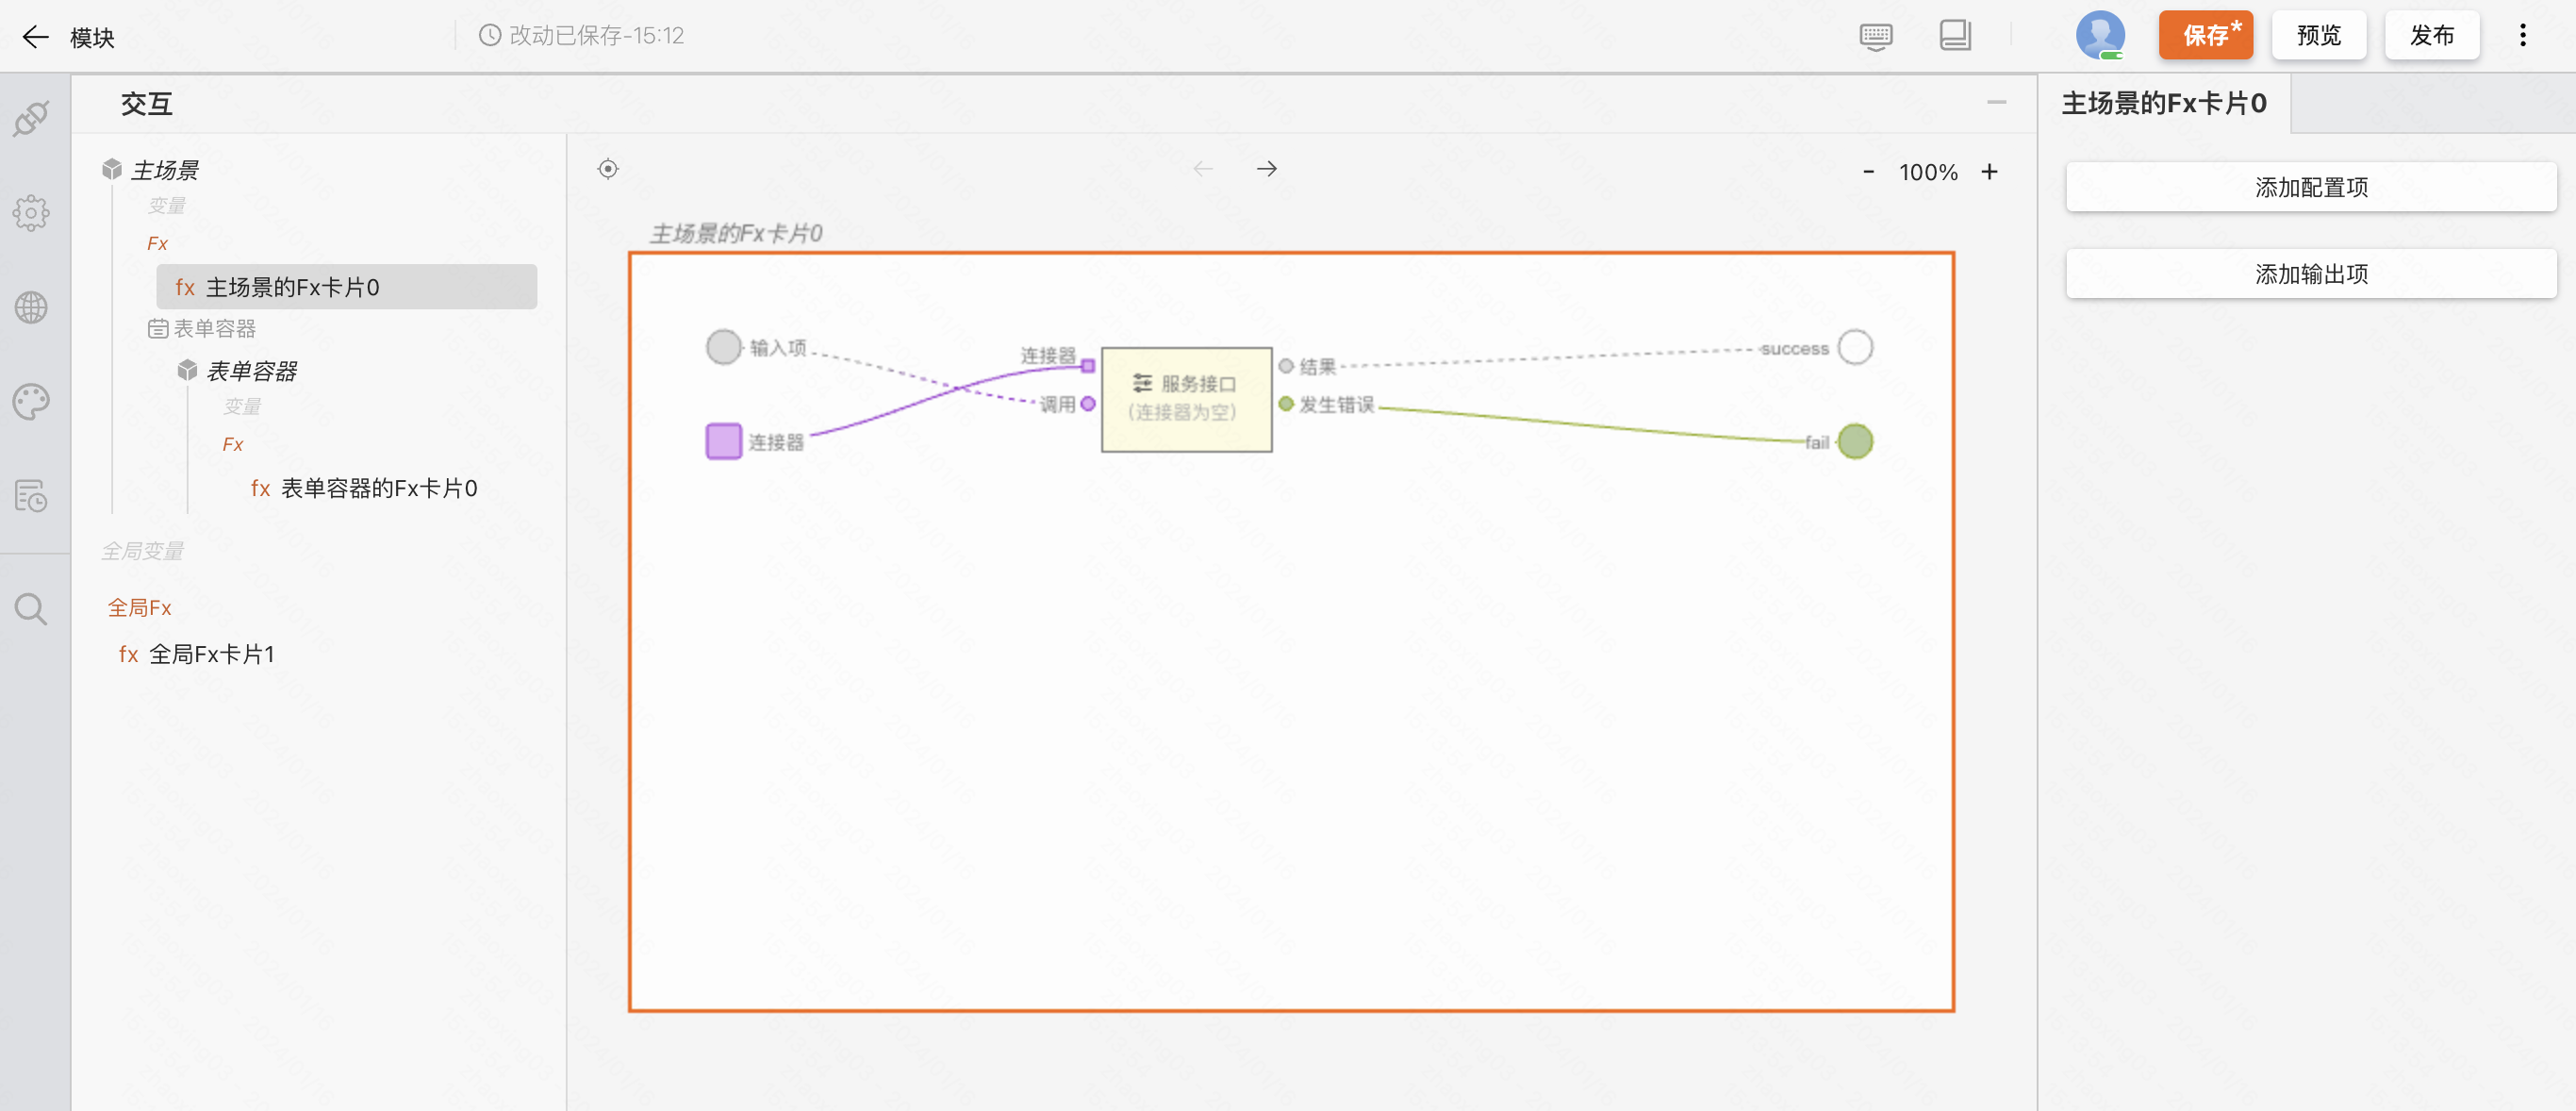 模块
改动已保存-15:12
保存*
预览
发布
交互
主场景
变量
Fx
fx 主场景的Fx卡片0
表单容器
表单容器
变量
Fx
fx 表单容器的Fx卡片0
全局变量
全局Fx
fx 全局Fx卡片1
- 100% +
主场景的Fx卡片0
输入项
连接器
连接器
调用
服务接口
(连接器为空)
结果
发生错误
success
fail
主场景的Fx卡片0
添加配置项
添加输出项